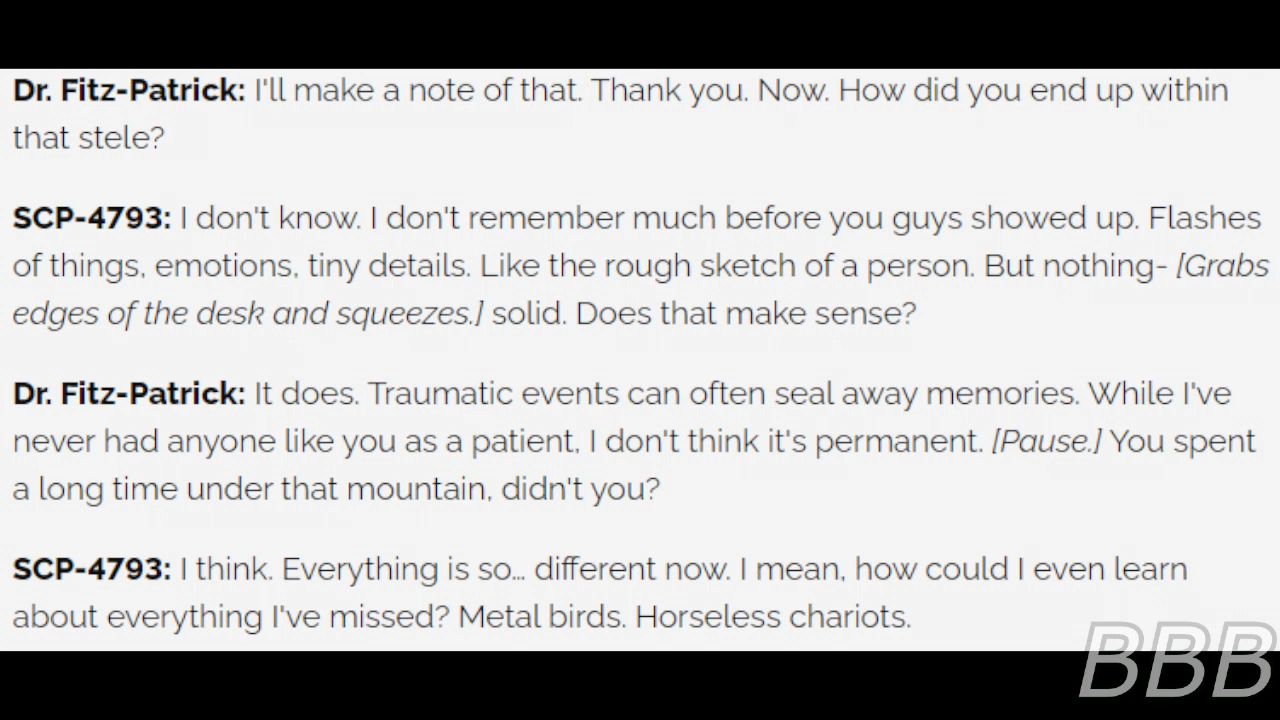 Dr. Fitz-Patrick: I'll make a note of that. Thank you. Now. How did you end up within
that stele?
SCP-4793: I don't know. I don't remember much before you guys showed up. Flashes
of things, emotions, tiny details. Like the rough sketch of a person. But nothing- [Grabs
edges of the desk and squeezes.] solid. Does that make sense?
Dr. Fitz-Patrick: It does. Traumatic events can often seal away memories. While I've
never had anyone like you as a patient, I don't think it's permanent. [Pause.] You spent
a long time under that mountain, didn't you?
SCP-4793: I think. Everything is so… different now. I mean, how could I even learn
about everything I've missed? Metal birds. Horseless chariots.
BBB